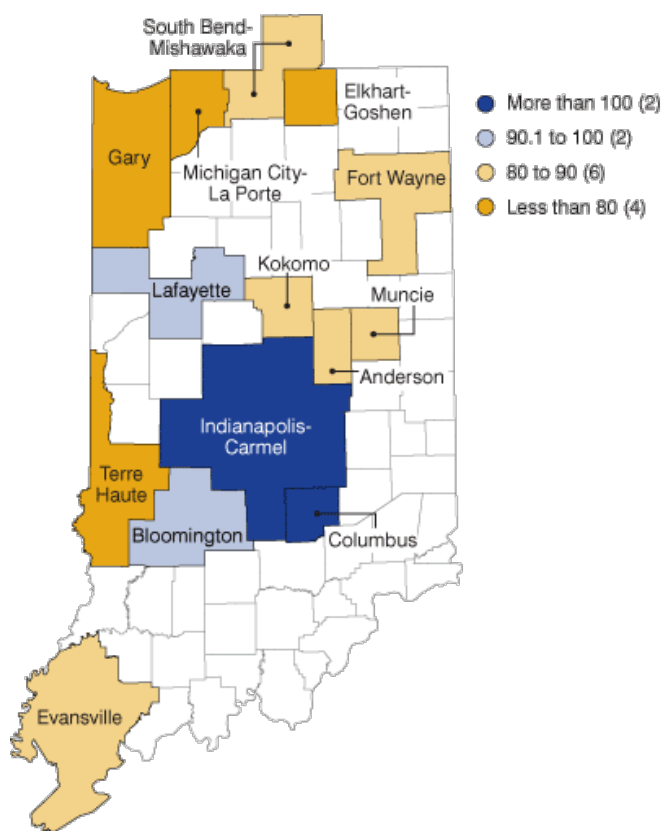 South Bend-
Mishawaka
Elkhart-
Goshen
Gary
Michigan City-
La Porte
Fort Wayne
Kokomo
Lafayette
Muncie
Anderson
Indianapolis-
Carmel
Terre
Haute
Bloomington
Columbus
Evansville
More than 100 (2)
90.1 to 100 (2)
80 to 90 (6)
Less than 80 (4)